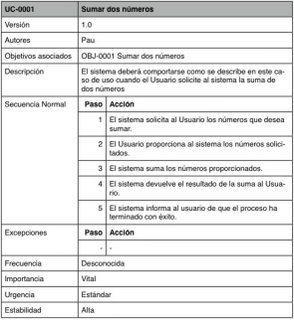 UC-0001 Sumar dos números
Versión 1.0
Autores Pau
Objetivos asociados OBJ-0001 Sumar dos números
Descripción El sistema deberá comportarse como se describe en este ca-
so de uso cuando el Usuario solicite al sistema la suma de
dos números
Secuencia Normal Paso Acción
1 El sistema solicita al Usuario los números que desea
sumar.
2 El Usuario proporciona al sistema los números solici-
tados.
3 El sistema suma los números proporcionados.
4 El sistema devuelve el resultado de la suma al Usua-
rio.
5 El sistema informa al usuario de que el proceso ha
terminado con éxito.
Excepciones Paso Acción
- -
Frecuencia Desconocida
Importancia Vital
Urgencia Estándar
Estabilidad Alta